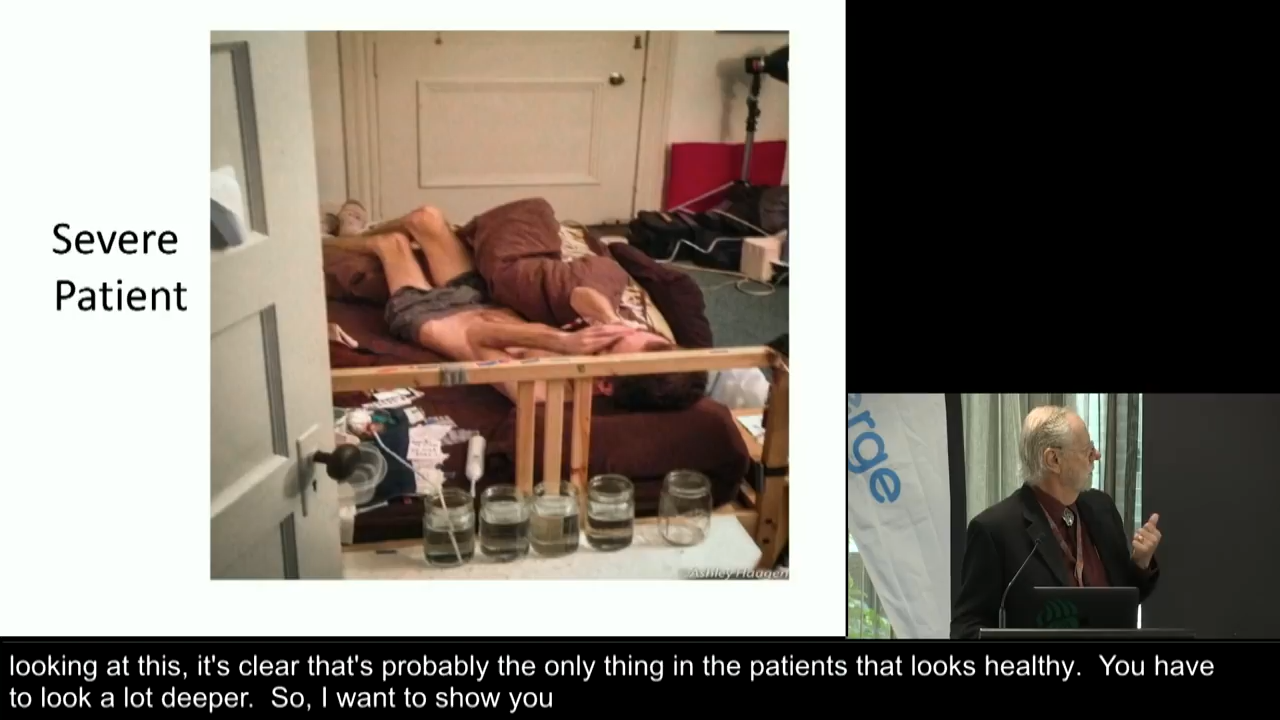 Severe
Patient
Ashley Haugen
erge
looking at this, it's clear that's probably the only thing in the patients that looks healthy.  You have
to look a lot deeper.  So, I want to show you